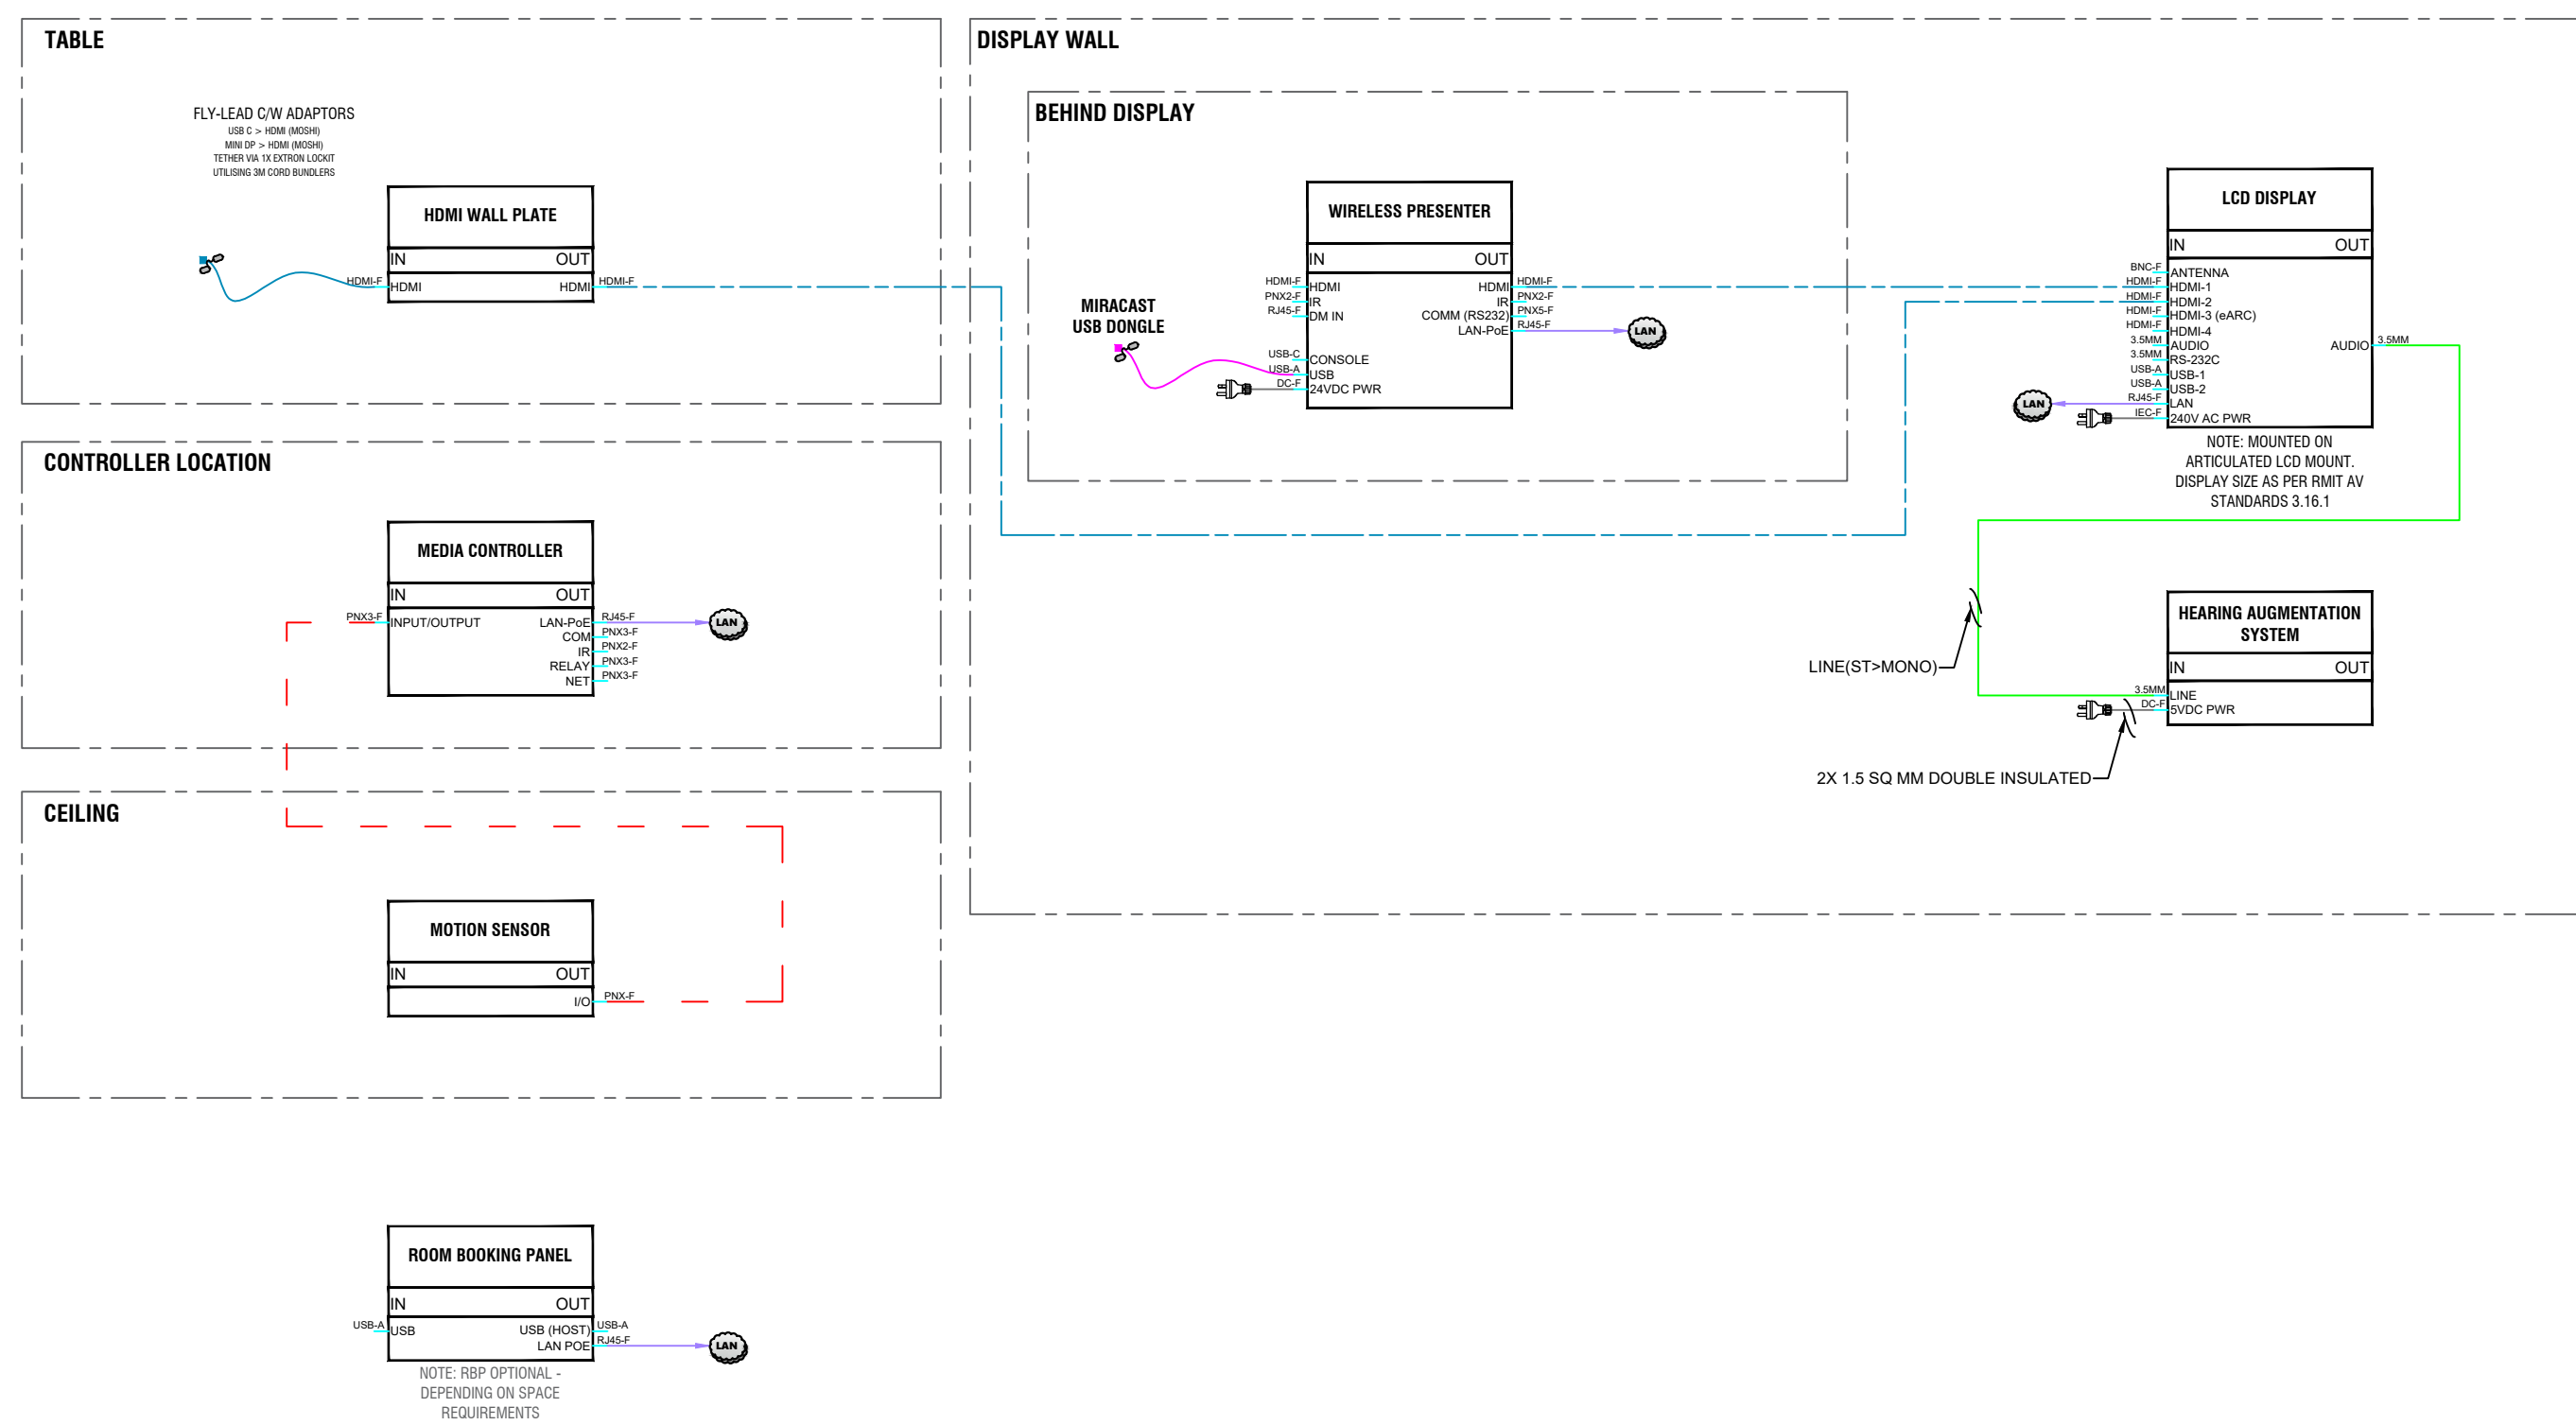 TABLE
FLY-LEAD C/W ADAPTORS
USB C > HDMI (MOSHI)
MINI DP > HDMI (MOSHI)
TETHER VIA 1X EXTRON LOCKIT
UTILISING 3M CORD BUNDLERS
HDMI WALL PLATE
IN OUT
HDMI-F HDMI HDMI HDMI-F
CONTROLLER LOCATION
MEDIA CONTROLLER
IN OUT
PNX3-F INPUT/OUTPUT LAN-PoE RJ45-F LAN
COM PNX3-F
IR PNX2-F
RELAY PNX3-F
NET PNX3-F
CEILING
MOTION SENSOR
IN OUT
I/O PNX-F
ROOM BOOKING PANEL
IN OUT
USB-A USB USB (HOST) USB-A
LAN POE RJ45-F LAN
NOTE: RBP OPTIONAL -
DEPENDING ON SPACE
REQUIREMENTS
DISPLAY WALL
BEHIND DISPLAY
WIRELESS PRESENTER
IN OUT
HDMI-F HDMI HDMI HDMI-F
PNX2-F IR IR PNX2-F
RJ45-F DM IN COMM (RS232) PNX5-F
LAN-PoE RJ45-F LAN
MIRACAST
USB DONGLE
USB-C CONSOLE
USB-A USB
DC-F 24VDC PWR
LCD DISPLAY
IN OUT
BNC-F ANTENNA
HDMI-F HDMI-1
HDMI-F HDMI-2
HDMI-F HDMI-3 (eARC)
HDMI-F HDMI-4
3.5MM AUDIO AUDIO 3.5MM
3.5MM RS-232C
USB-A USB-1
USB-A USB-2
LAN RJ45-F LAN
IEC-F 240V AC PWR
NOTE: MOUNTED ON
ARTICULATED LCD MOUNT.
DISPLAY SIZE AS PER RMIT AV
STANDARDS 3.16.1
HEARING AUGMENTATION
SYSTEM
IN OUT
LINE(ST>MONO)
3.5MM LINE
DC-F 5VDC PWR
2X 1.5 SQ MM DOUBLE INSULATED